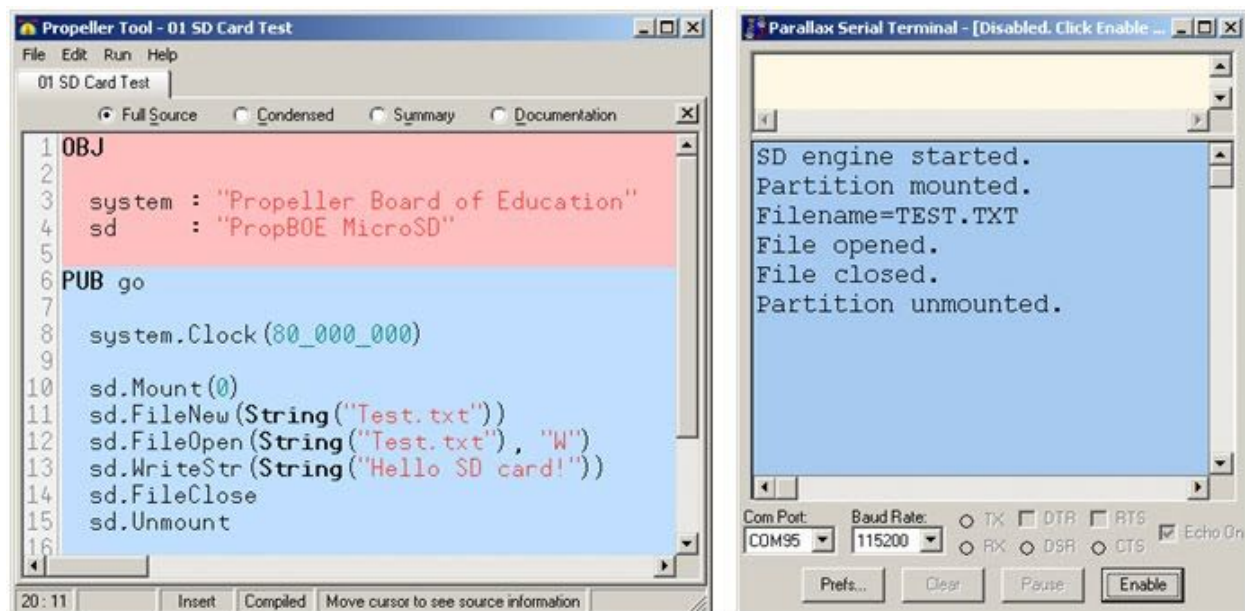 Propeller Tool - 01 SD Card Test
File Edit Run Help
01 SD Card Test
Full Source Condensed Summary Documentation
1 OBJ
2
3 system : "Propeller Board of Education"
4 sd : "PropBOE MicroSD"
5
6 PUB go
7
8 system.Clock(80_000_000)
9
10 sd.Mount(0)
11 sd.FileNew(String("Test.txt"))
12 sd.FileOpen(String("Test.txt"), "W")
13 sd.WriteStr(String("Hello SD card!"))
14 sd.FileClose
15 sd.Unmount
16
20 : 11 Insert Compiled Move cursor to see source information
Parallax Serial Terminal - [Disabled. Click Enable ...
SD engine started.
Partition mounted.
Filename=TEST.TXT
File opened.
File closed.
Partition unmounted.
Com Port: Baud Rate: TX DTR RTS
COM95 115200 RX DSR CTS Echo On
Prefs... Clear Pause Enable